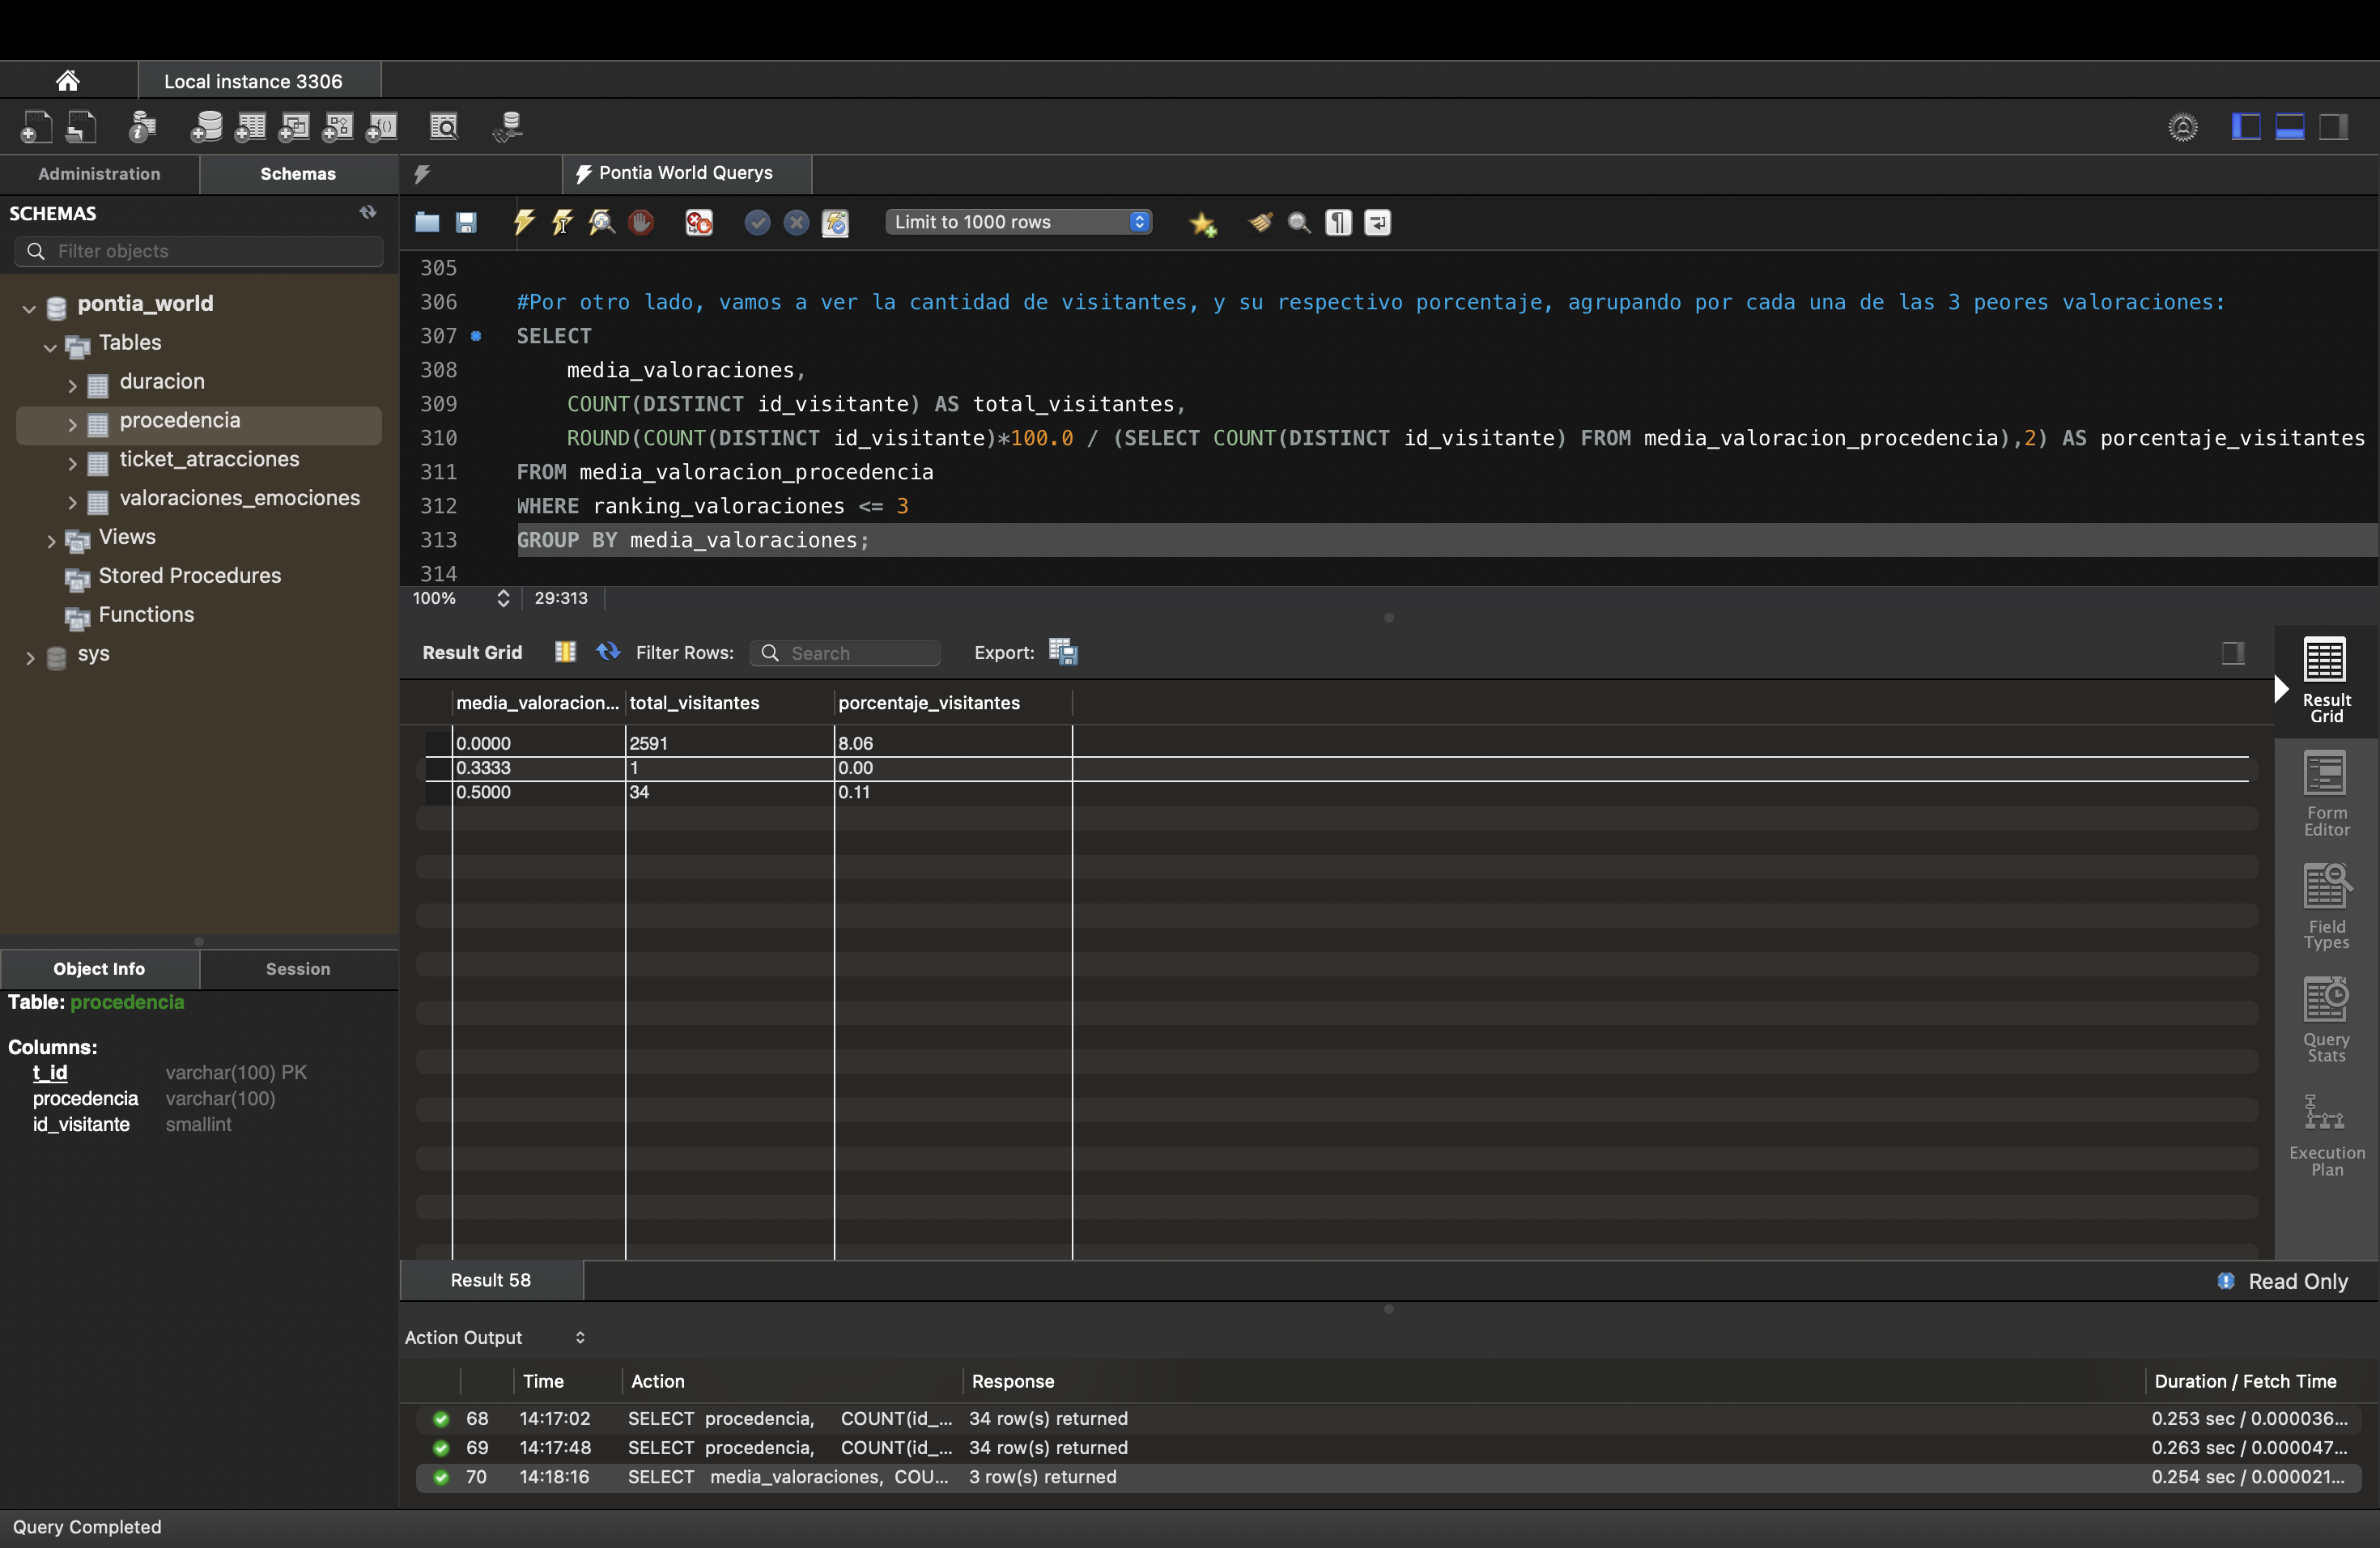 Local instance 3306
Administration
Schemas
Pontia World Querys
SCHEMAS
Filter objects
Limit to 1000 rows
pontia_world
Tables
duracion
procedencia
ticket_atracciones
valoraciones_emociones
Views
Stored Procedures
Functions
sys
305
306 #Por otro lado, vamos a ver la cantidad de visitantes, y su respectivo porcentaje, agrupando por cada una de las 3 peores valoraciones:
307 SELECT
308 media_valoraciones,
309 COUNT(DISTINCT id_visitante) AS total_visitantes,
310 ROUND(COUNT(DISTINCT id_visitante)*100.0 / (SELECT COUNT(DISTINCT id_visitante) FROM media_valoracion_procedencia),2) AS porcentaje_visitantes
311 FROM media_valoracion_procedencia
312 WHERE ranking_valoraciones <= 3
313 GROUP BY media_valoraciones;
314
100% 29:313
Result Grid Filter Rows: Search Export:
media_valoracion... total_visitantes porcentaje_visitantes
0.0000 2591 8.06
0.3333 1 0.00
0.5000 34 0.11
Result
Grid
Form
Editor
Field
Types
Query
Stats
Execution
Plan
Object Info Session
Table: procedencia
Columns:
t_id varchar(100) PK
procedencia varchar(100)
id_visitante smallint
Result 58
Read Only
Action Output
Time Action Response Duration / Fetch Time
68 14:17:02 SELECT procedencia, COUNT(id_... 34 row(s) returned 0.253 sec / 0.000036...
69 14:17:48 SELECT procedencia, COUNT(id_... 34 row(s) returned 0.263 sec / 0.000047...
70 14:18:16 SELECT media_valoraciones, COU... 3 row(s) returned 0.254 sec / 0.000021...
Query Completed